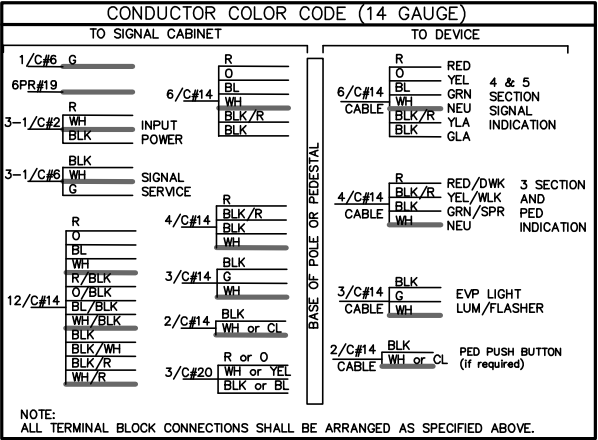 CONDUCTOR COLOR CODE (14 GAUGE)
TO SIGNAL CABINET
1/C#6 G
6PR#19
3-1/C#2
R
WH
BLK
INPUT
POWER
3-1/C#6
BLK
WH
G
SIGNAL
SERVICE
12/C#14
R
O
BL
WH
R/BLK
O/BLK
BL/BLK
WH/BLK
BLK
BLK/WH
BLK/R
WH/R
6/C#14
R
O
BL
WH
BLK/R
BLK
4/C#14
R
BLK/R
BLK
WH
3/C#14
BLK
G
WH
2/C#14
BLK
WH or CL
3/C#20
R or O
WH or YEL
BLK or BL
BASE OF POLE OR PEDESTAL
TO DEVICE
6/C#14
CABLE
R RED
O YEL
BL GRN
WH NEU
BLK/R YLA
BLK GLA
4 & 5
SECTION
SIGNAL
INDICATION
4/C#14
CABLE
R RED/DWK
BLK/R YEL/WLK
BLK GRN/SPR
WH NEU
3 SECTION
AND
PED
INDICATION
3/C#14
CABLE
BLK
G
WH
EVP LIGHT
LUM/FLASHER
2/C#14
CABLE
BLK
WH or CL
PED PUSH BUTTON
(if required)
NOTE:
ALL TERMINAL BLOCK CONNECTIONS SHALL BE ARRANGED AS SPECIFIED ABOVE.